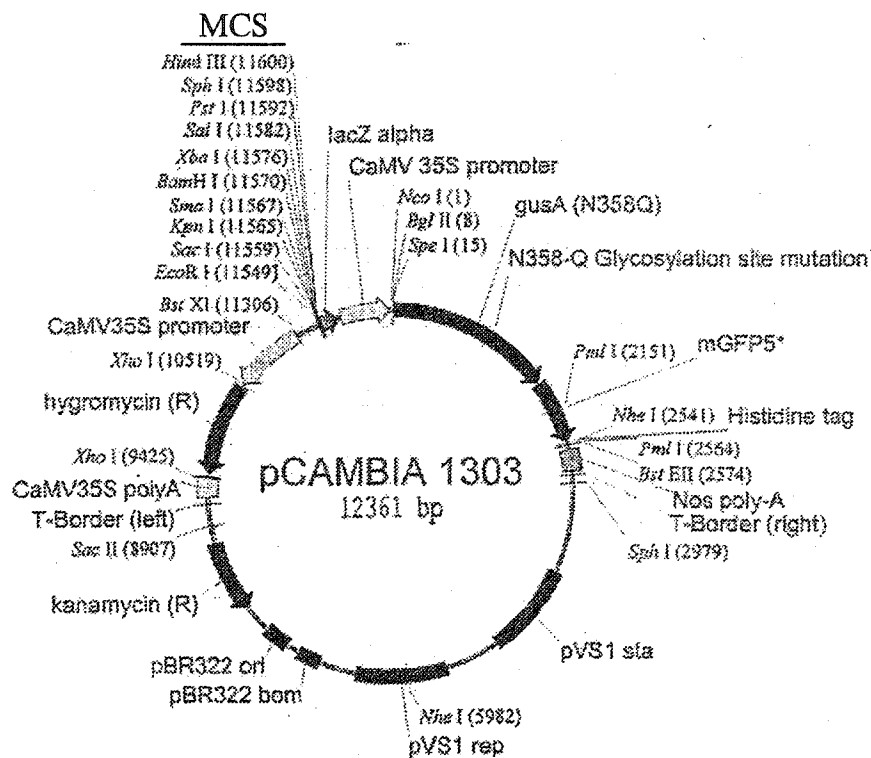 MCS
Hind III (11600)
Sph I (11598)
Pst I (11592)
Sal I (11582)
Xba I (11576)
BamH I (11570)
Sma I (11567)
Kpn I (11565)
Sac I (11559)
EcoR I (11549)
Bst XI (11306)
CaMV35S promoter
Xho I (10519)
hygromycin (R)
Xho I (9425)
CaMV35S polyA
T-Border (left)
Sac II (8907)
kanamycin (R)
pBR322 ori
pBR322 bom
lacZ alpha
CaMV 35S promoter
Nco I (1)
Bgl II (8)
Spe I (15)
gusA (N358Q)
N358-Q Glycosylation site mutation
Pml I (2151)
mGFP5*
Nhe I (2541)
Histidine tag
Pml I (2564)
Bst EII (2574)
Nos poly-A
T-Border (right)
Sph I (2979)
pVS1 sta
Nhe I (5982)
pVS1 rep
pCAMBIA 1303
12361 bp